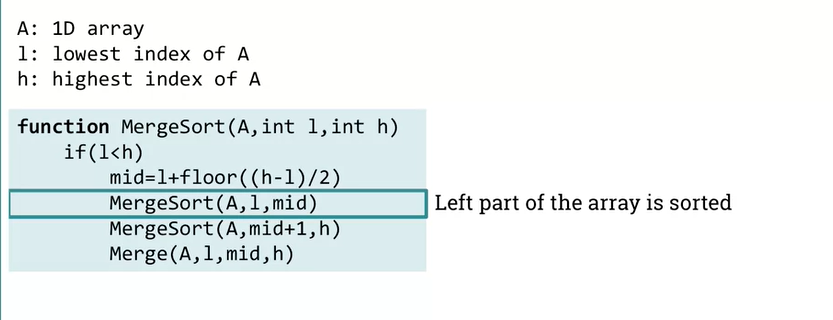 A: 1D array
l: lowest index of A
h: highest index of A
function MergeSort(A,int l,int h)
if(l<h)
mid=l+floor((h-l)/2)
MergeSort(A,l,mid)
Left part of the array is sorted
MergeSort(A,mid+1,h)
Merge(A,l,mid,h)